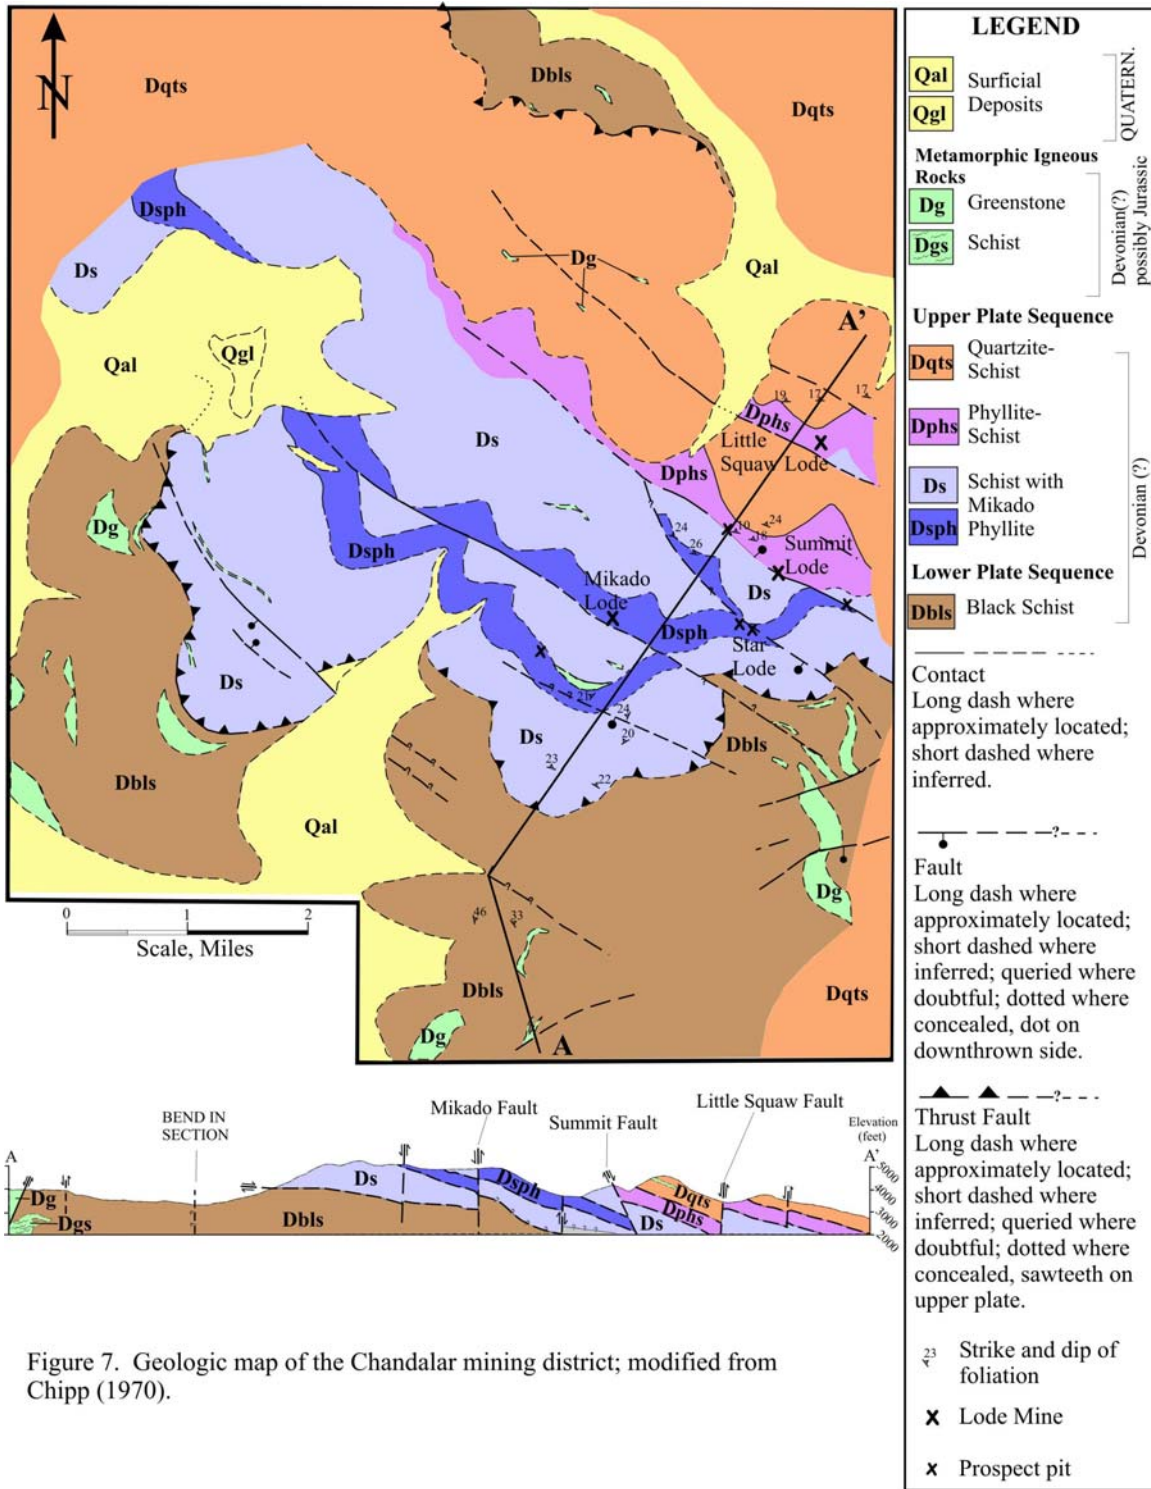 N
Dqts
Dbls
Dqts
Dsph
Dg
Ds
Qal
A'
Qgl
Qal
19
17
17
Dphs
Ds
Little
Squaw Lode
Dphs
24
10
24
18
26
Dg
Dsph
Summit
Lode
Mikado
Lode
Ds
Dsph
Star
Lode
Ds
21
24
Ds
20
Dbls
23
22
Dbls
Qal
Dg
46
33
0 1 2
Scale, Miles
Dbls
Dqts
Dg
A
LEGEND
Qal
Qgl
Surficial
Deposits
QUATERN.
Metamorphic Igneous
Rocks
Dg Greenstone
Dgs Schist
Devonian(?)
possibly Jurassic
Upper Plate Sequence
Dqts Quartzite-
Schist
Dphs Phyllite-
Schist
Ds Schist with
Mikado
Dsph Phyllite
Lower Plate Sequence
Dbls Black Schist
Devonian (?)
Contact
Long dash where
approximately located;
short dashed where
inferred.
?
Fault
Long dash where
approximately located;
short dashed where
inferred; queried where
doubtful; dotted where
concealed, dot on
downthrown side.
?
Thrust Fault
Long dash where
approximately located;
short dashed where
inferred; queried where
doubtful; dotted where
concealed, sawteeth on
upper plate.
23 Strike and dip of
foliation
X Lode Mine
x Prospect pit
BEND IN
SECTION
Mikado Fault
Summit Fault
Little Squaw Fault
Elevation
(feet)
A
A'
5000
4000
3000
2000
Dg
Dgs
Dbls
Ds
Dsph
Ds
Dqts
Dphs
Figure 7. Geologic map of the Chandalar mining district; modified from
Chipp (1970).